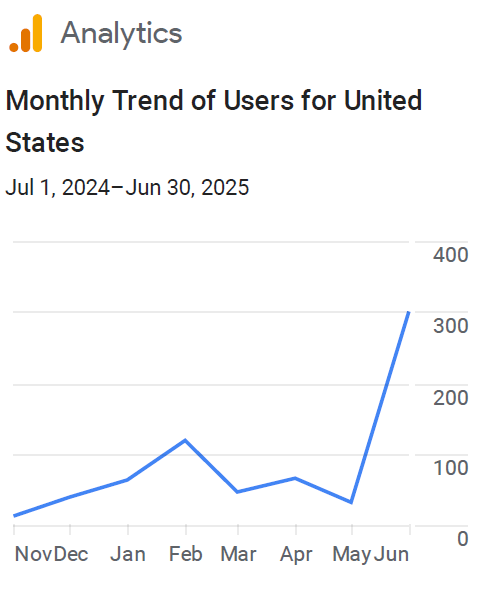 Analytics
Monthly Trend of Users for United
States
Jul 1, 2024–Jun 30, 2025
400
300
200
100
0
Nov Dec Jan Feb Mar Apr May Jun